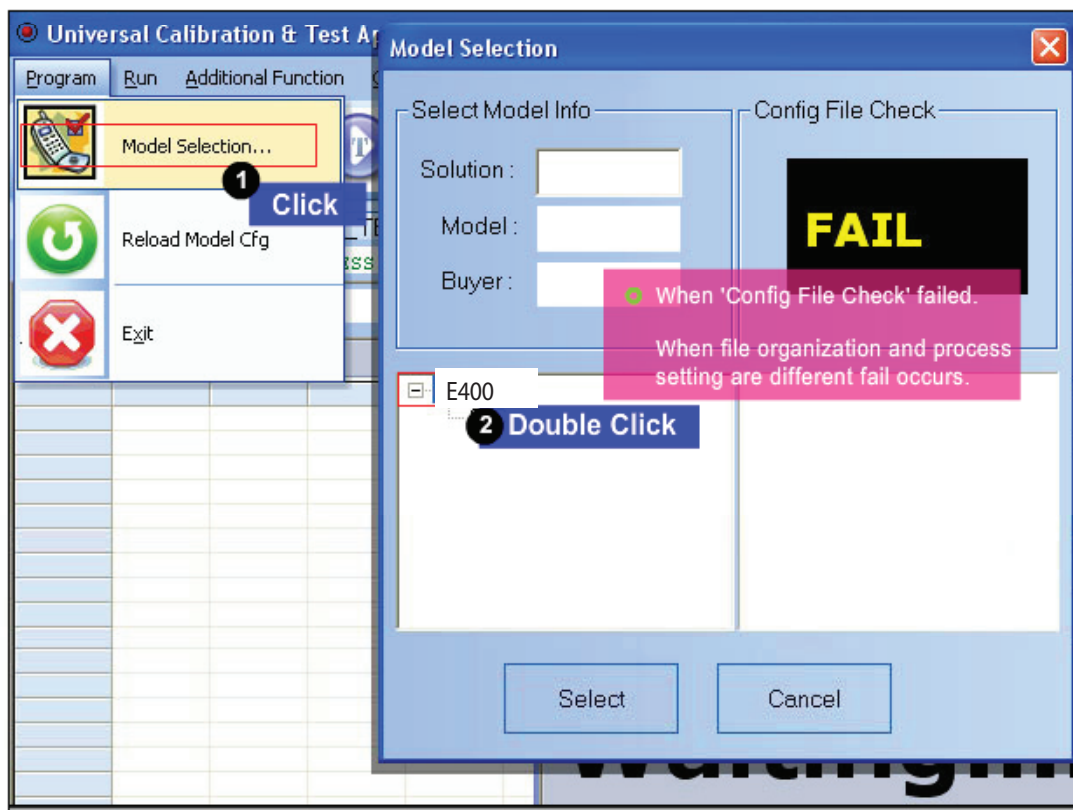 Universal Calibration & Test Ap
Program Run Additional Function
Model Selection...
1
Click
Reload Model Cfg
Exit
Model Selection
Select Model Info
Solution :
Model :
Buyer :
Config File Check
FAIL
When 'Config File Check' failed.
When file organization and process
setting are different fail occurs.
E400
2 Double Click
Select Cancel